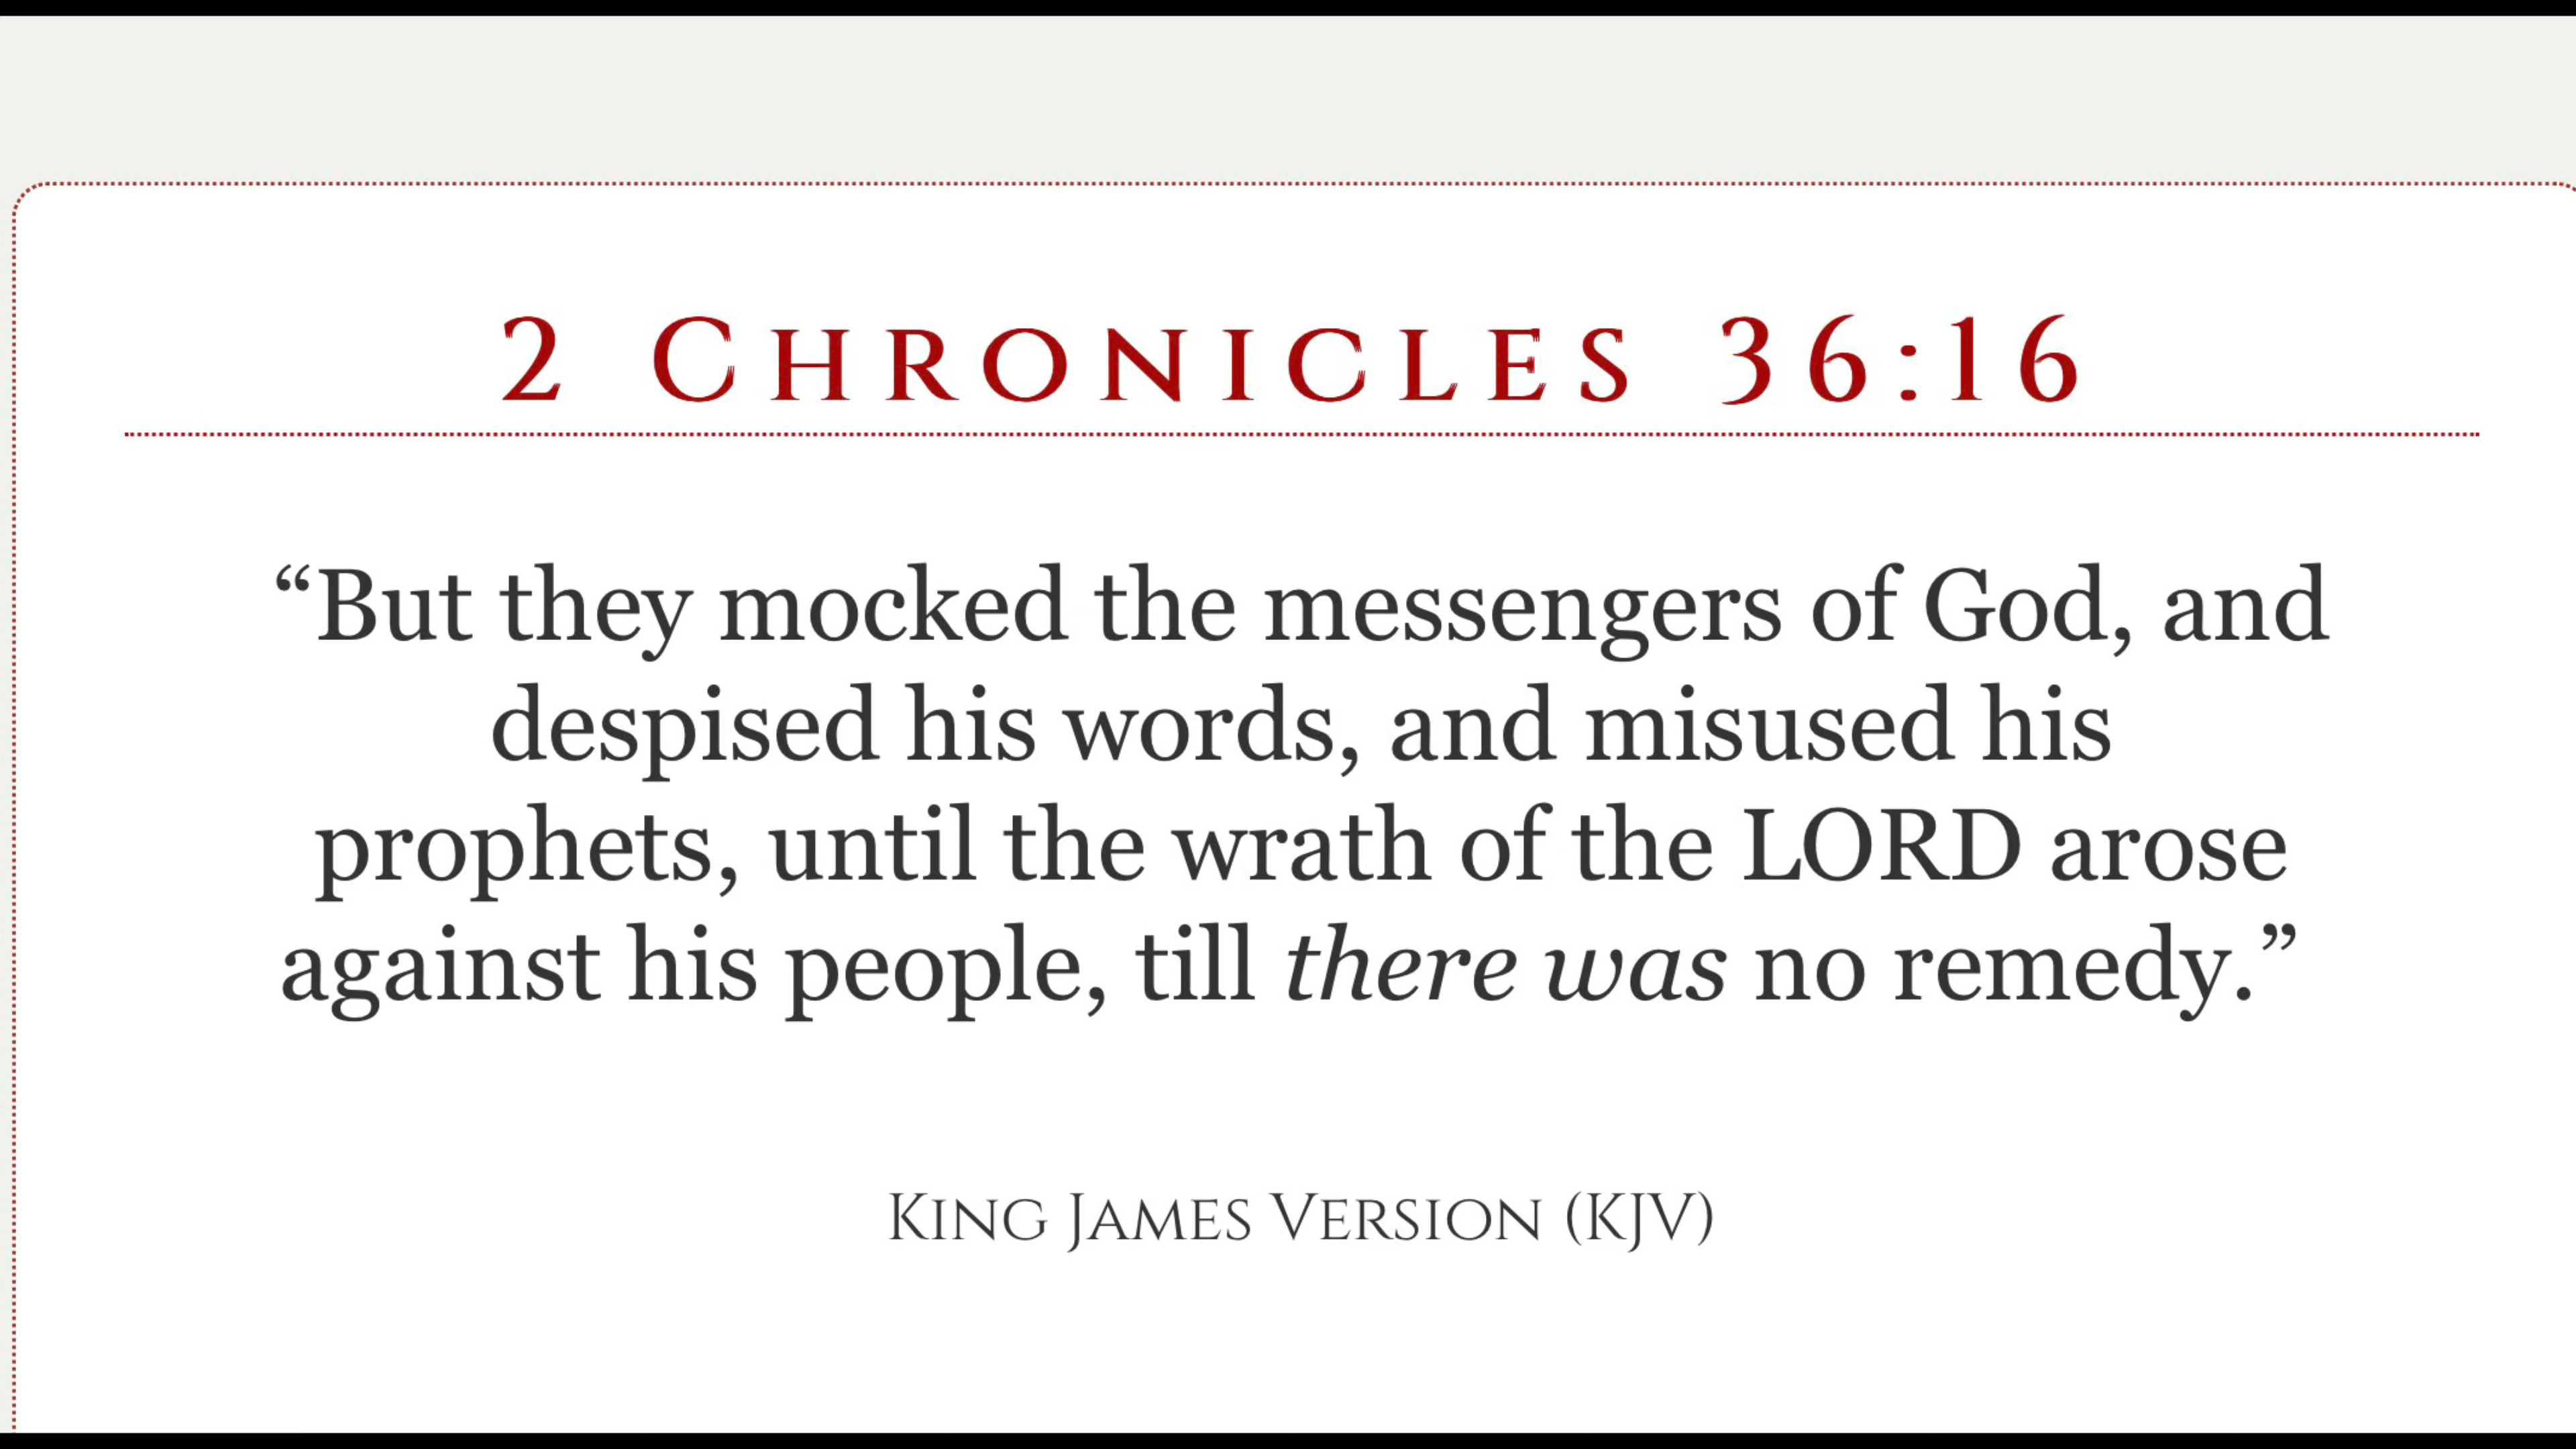 2 Chronicles 36:16
“But they mocked the messengers of God, and
despised his words, and misused his
prophets, until the wrath of the LORD arose
against his people, till there was no remedy.”
King James Version (KJV)